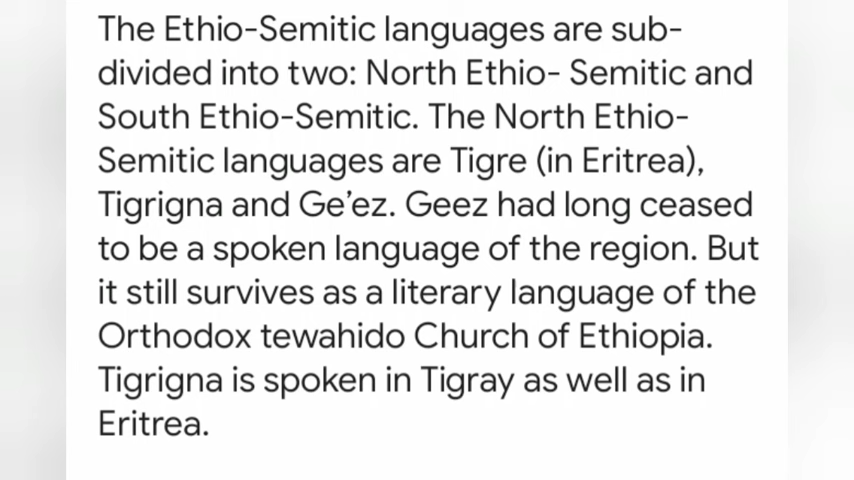 The Ethio-Semitic languages are sub-
divided into two: North Ethio- Semitic and
South Ethio-Semitic. The North Ethio-
Semitic languages are Tigre (in Eritrea),
Tigrigna and Ge’ez. Geez had long ceased
to be a spoken language of the region. But
it still survives as a literary language of the
Orthodox tewahido Church of Ethiopia.
Tigrigna is spoken in Tigray as well as in
Eritrea.